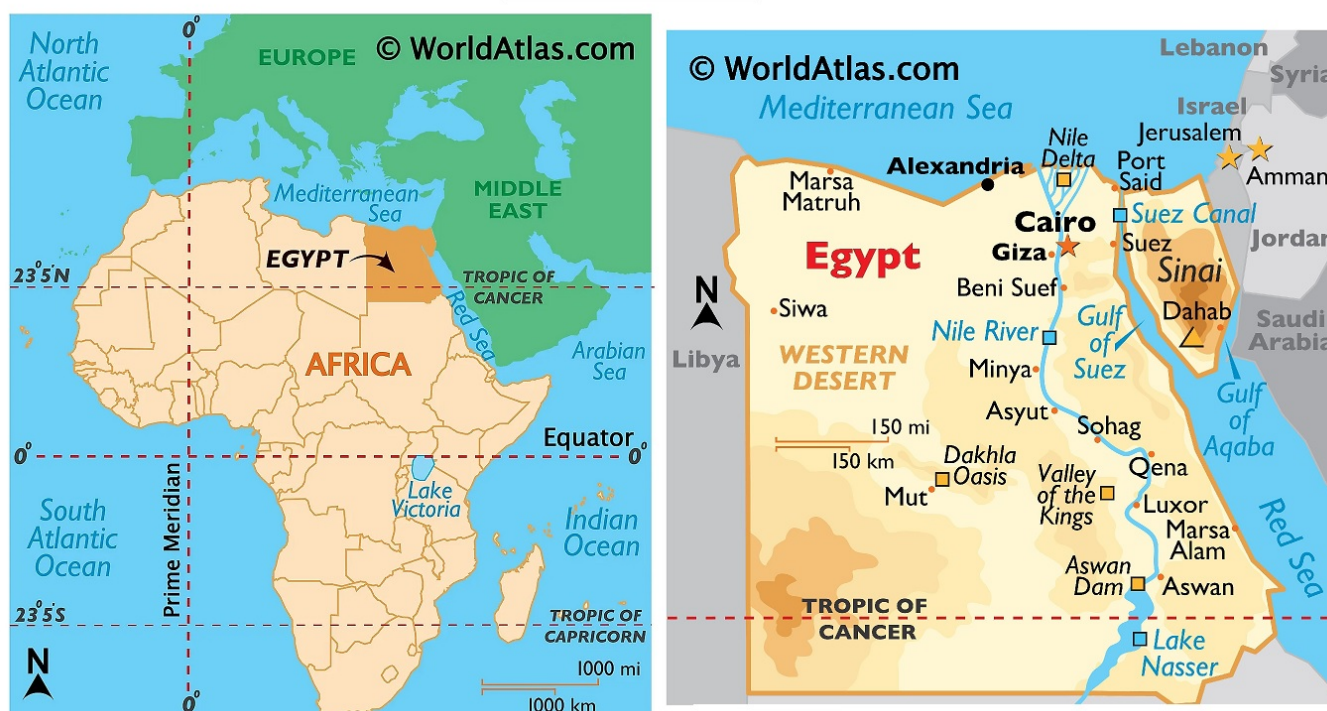 0°
North
Atlantic
Ocean
EUROPE
© WorldAtlas.com
Mediterranean
Sea
MIDDLE
EAST
EGYPT
23°5'N
TROPIC OF
CANCER
Red Sea
Arabian
Sea
AFRICA
Equator
0°
0°
Lake
Victoria
South
Atlantic
Ocean
Prime Meridian
Indian
Ocean
23°5'S
TROPIC OF
CAPRICORN
N
1000 mi
1000 km
0°
© WorldAtlas.com
Mediterranean Sea
Lebanon
Syria
Israel
Jerusalem
Amman
Jordan
Nile
Delta
Alexandria
Port
Said
Marsa
Matruh
Suez Canal
Cairo
Giza
Suez
Egypt
Sinai
Beni Suef
N
Siwa
Dahab
Saudi
Arabia
Nile River
Gulf
of
Suez
Libya
WESTERN
DESERT
Minya
Gulf
of
Aqaba
Asyut
Sohag
150 mi
150 km
Dakhla
Oasis
Qena
Mut
Valley
of the
Kings
Luxor
Marsa
Alam
Red Sea
Aswan
Dam
Aswan
TROPIC OF
CANCER
Lake
Nasser